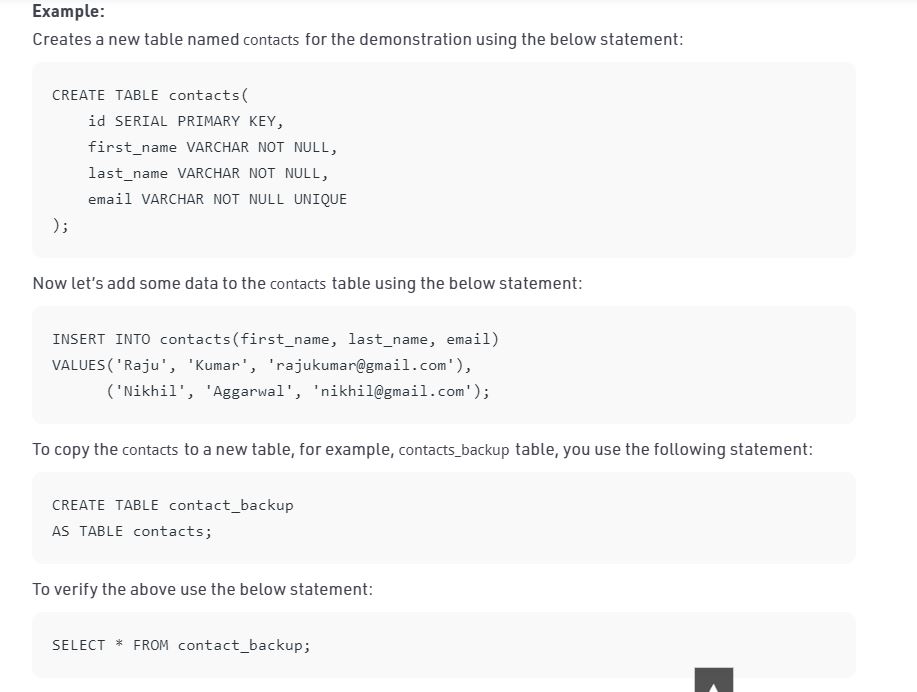 Example:
Creates a new table named contacts for the demonstration using the below statement:
CREATE TABLE contacts(
    id SERIAL PRIMARY KEY,
    first_name VARCHAR NOT NULL,
    last_name VARCHAR NOT NULL,
    email VARCHAR NOT NULL UNIQUE
);
Now let's add some data to the contacts table using the below statement:
INSERT INTO contacts(first_name, last_name, email)
VALUES('Raju', 'Kumar', 'rajukumar@gmail.com'),
      ('Nikhil', 'Aggarwal', 'nikhil@gmail.com');
To copy the contacts to a new table, for example, contacts_backup table, you use the following statement:
CREATE TABLE contact_backup
AS TABLE contacts;
To verify the above use the below statement:
SELECT * FROM contact_backup;